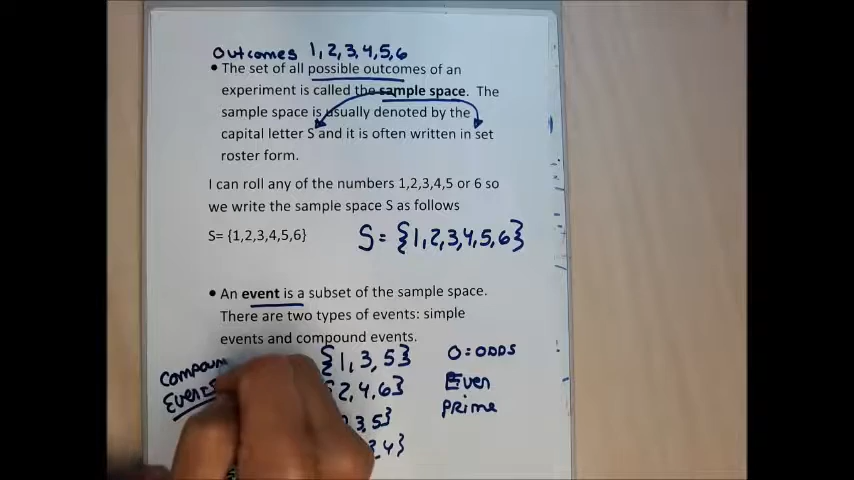 Outcomes 1,2,3,4,5,6
• The set of all possible outcomes of an
experiment is called the sample space. The
sample space is usually denoted by the
capital letter S and it is often written in set
roster form.
I can roll any of the numbers 1,2,3,4,5 or 6 so
we write the sample space S as follows
S= {1,2,3,4,5,6} S = {1,2,3,4,5,6}
• An event is a subset of the sample space.
There are two types of events: simple
events and compound events.
{1, 3, 5} O = ODDS
2,4,6} Even
3,5} prime
4}
Events